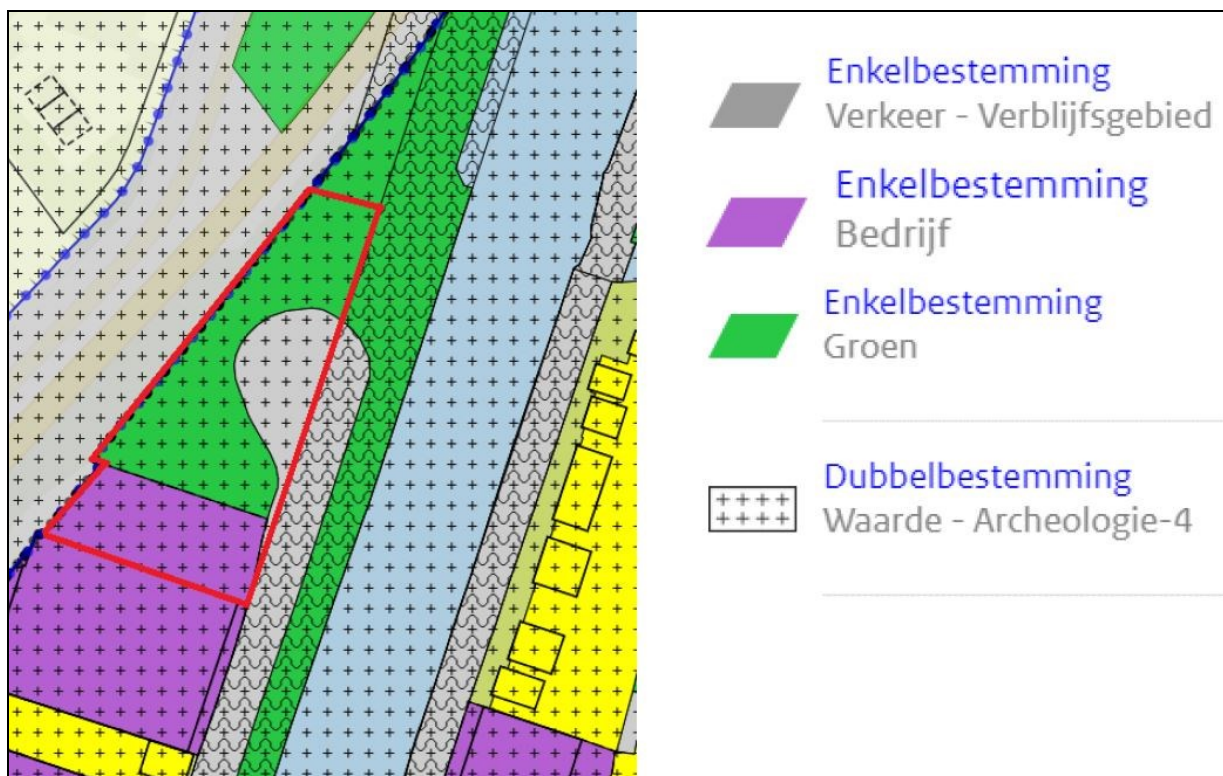 Enkelbestemming
Verkeer - Verblijfsgebied
Enkelbestemming
Bedrijf
Enkelbestemming
Groen
Dubbelbestemming
Waarde - Archeologie-4